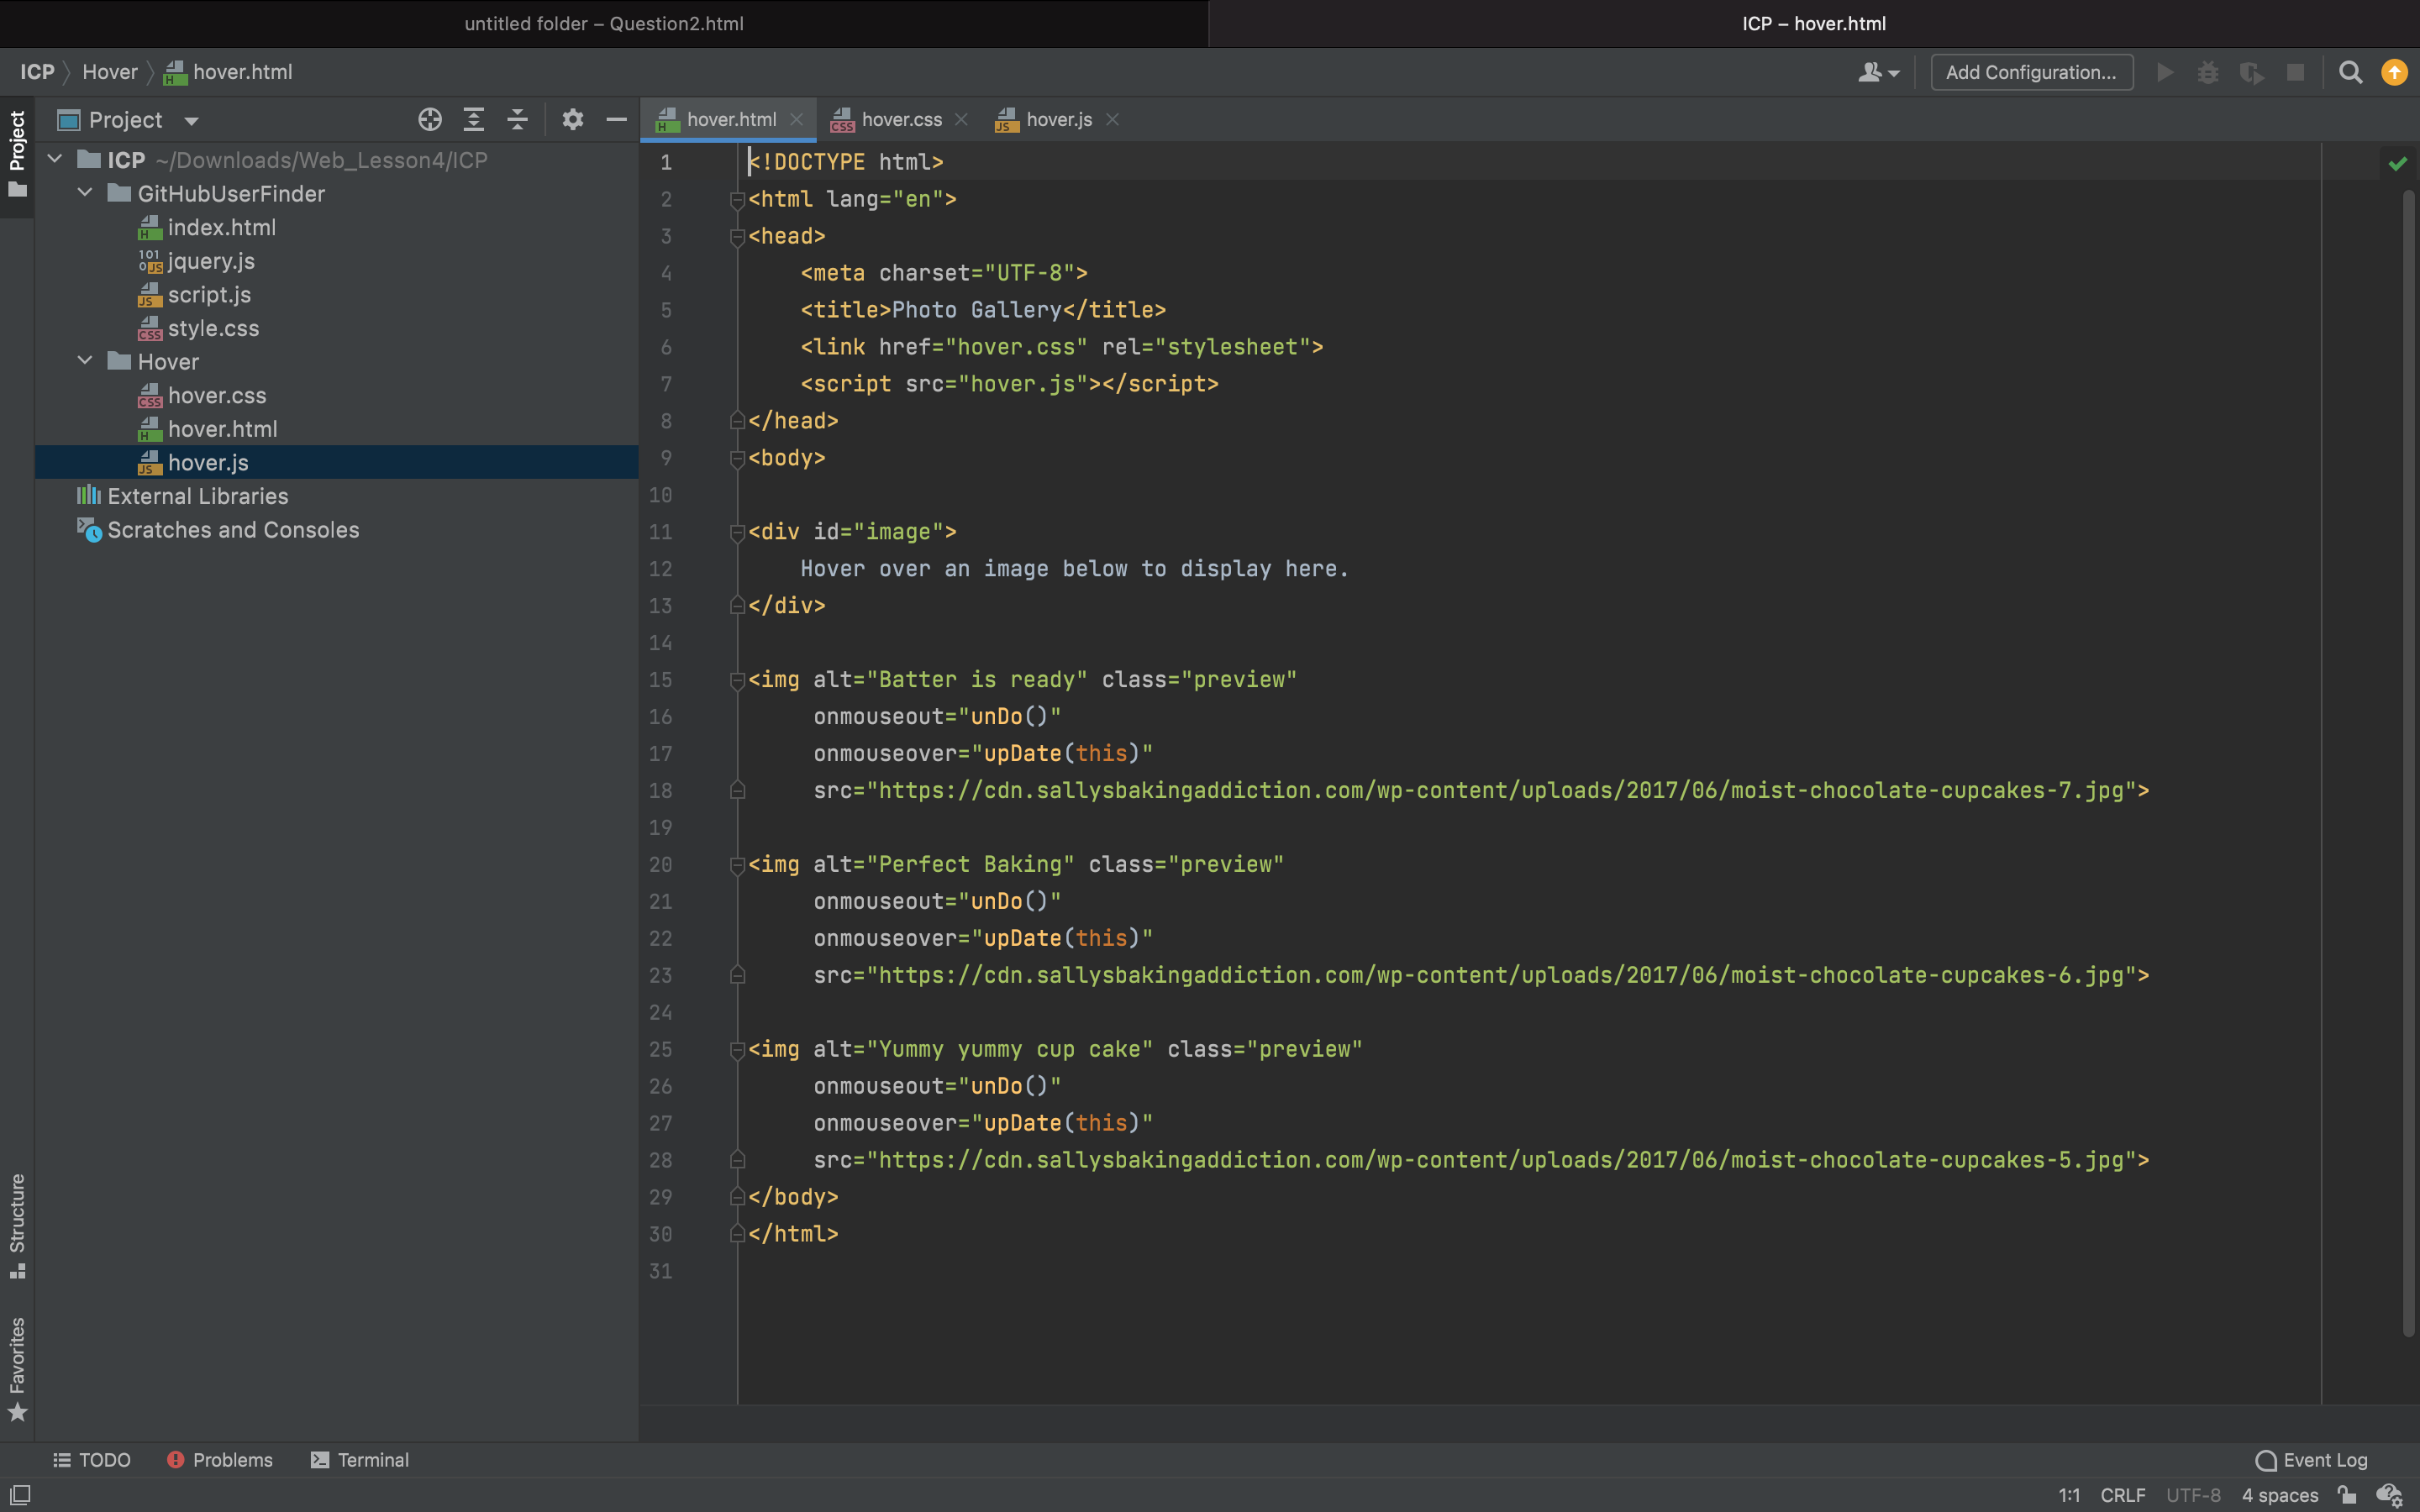 untitled folder – Question2.html
ICP – hover.html
ICP Hover hover.html
Add Configuration...
Project
Project
hover.html hover.css hover.js
ICP ~/Downloads/Web_Lesson4/ICP
GitHubUserFinder
index.html
jquery.js
script.js
style.css
Hover
hover.css
hover.html
hover.js
External Libraries
Scratches and Consoles
1 <!DOCTYPE html>
2 <html lang="en">
3 <head>
4 <meta charset="UTF-8">
5 <title>Photo Gallery</title>
6 <link href="hover.css" rel="stylesheet">
7 <script src="hover.js"></script>
8 </head>
9 <body>
10
11 <div id="image">
12 Hover over an image below to display here.
13 </div>
14
15 <img alt="Batter is ready" class="preview"
16 onmouseout="unDo()"
17 onmouseover="upDate(this)"
18 src="https://cdn.sallysbakingaddiction.com/wp-content/uploads/2017/06/moist-chocolate-cupcakes-7.jpg">
19
20 <img alt="Perfect Baking" class="preview"
21 onmouseout="unDo()"
22 onmouseover="upDate(this)"
23 src="https://cdn.sallysbakingaddiction.com/wp-content/uploads/2017/06/moist-chocolate-cupcakes-6.jpg">
24
25 <img alt="Yummy yummy cup cake" class="preview"
26 onmouseout="unDo()"
27 onmouseover="upDate(this)"
28 src="https://cdn.sallysbakingaddiction.com/wp-content/uploads/2017/06/moist-chocolate-cupcakes-5.jpg">
29 </body>
30 </html>
31
Structure
Favorites
TODO Problems Terminal
Event Log
1:1 CRLF UTF-8 4 spaces